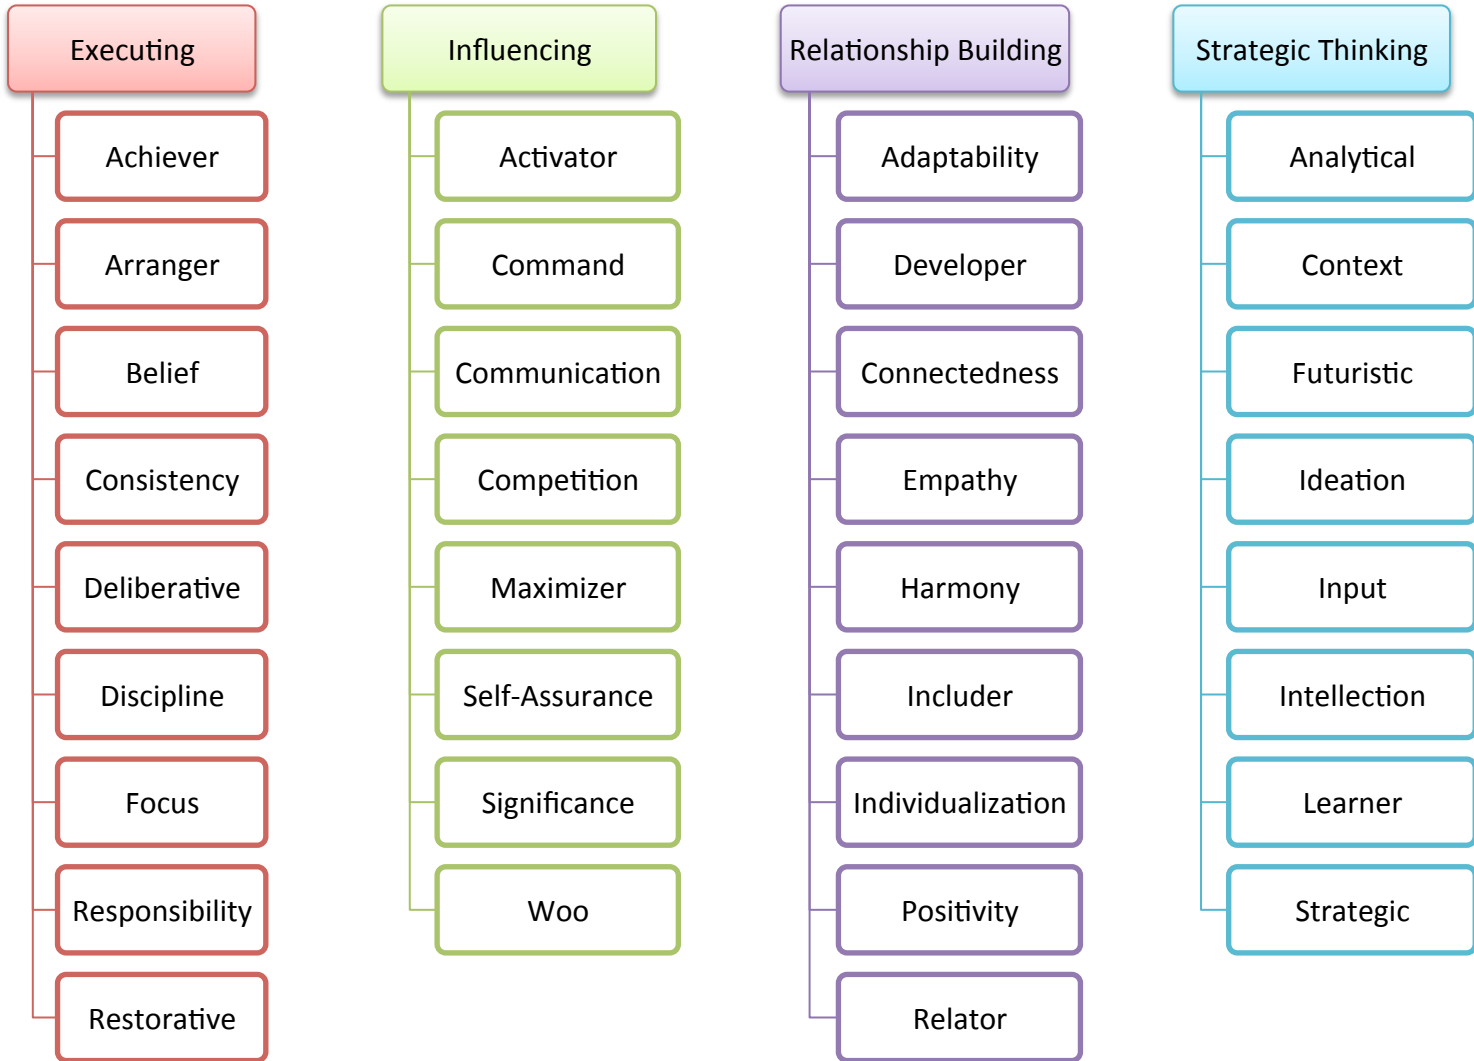 Executing
Achiever
Arranger
Belief
Consistency
Deliberative
Discipline
Focus
Responsibility
Restorative
Influencing
Activator
Command
Communication
Competition
Maximizer
Self-Assurance
Significance
Woo
Relationship Building
Adaptability
Developer
Connectedness
Empathy
Harmony
Includer
Individualization
Positivity
Relator
Strategic Thinking
Analytical
Context
Futuristic
Ideation
Input
Intellection
Learner
Strategic